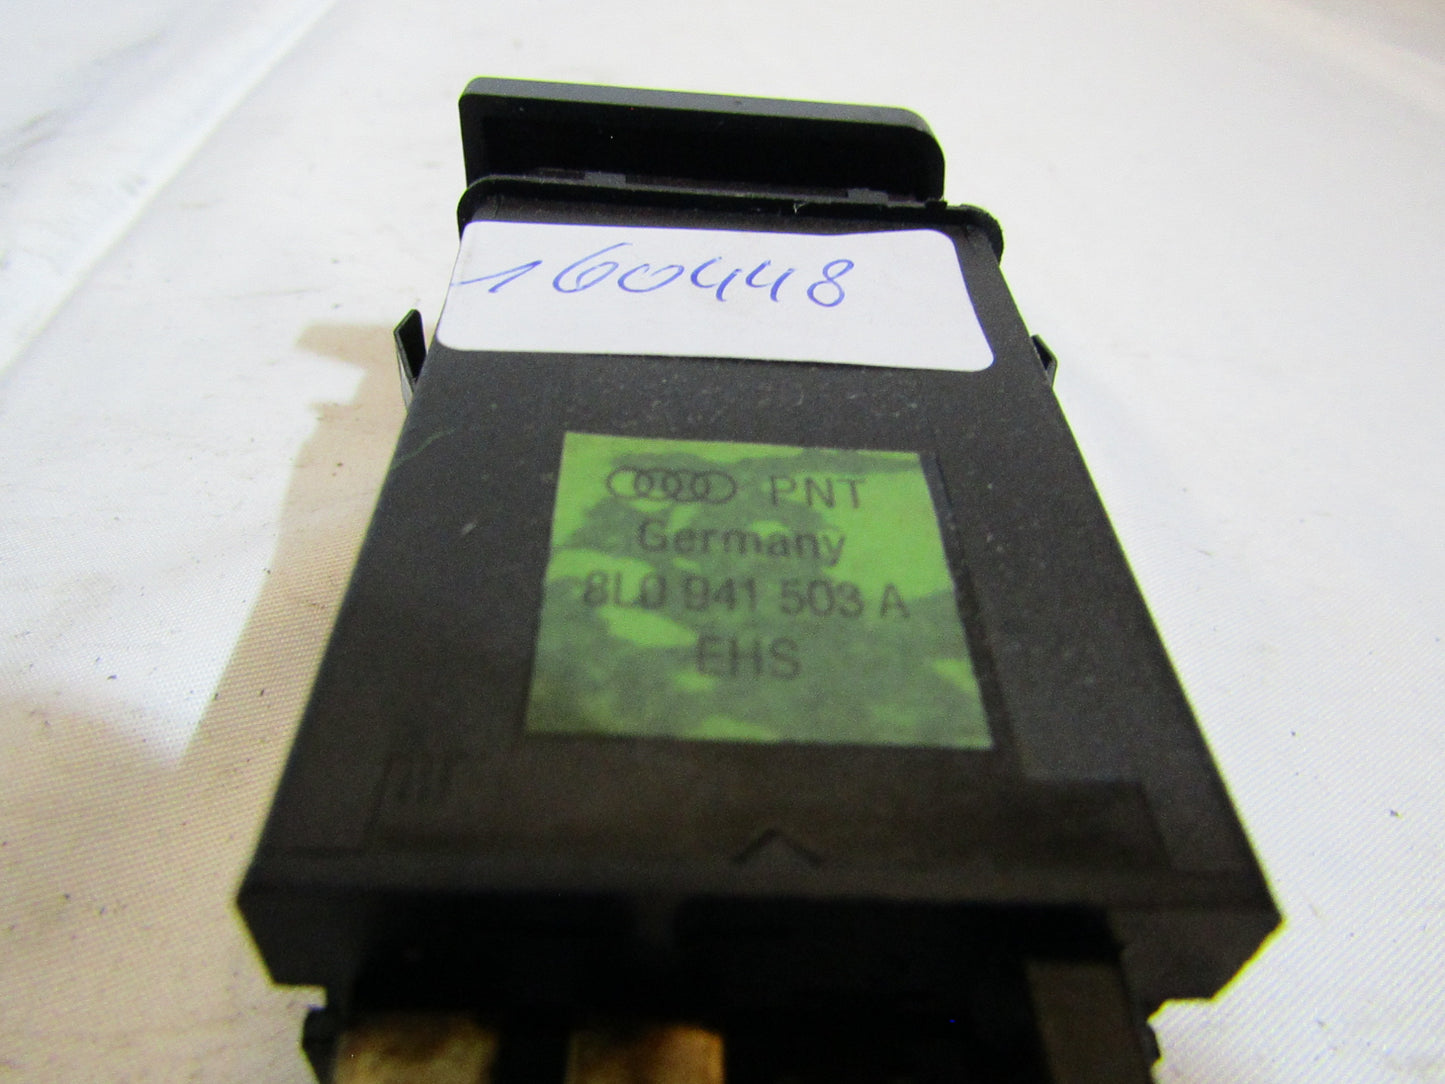 160448
PNT
Germany
8L0 941 503 A
EHS